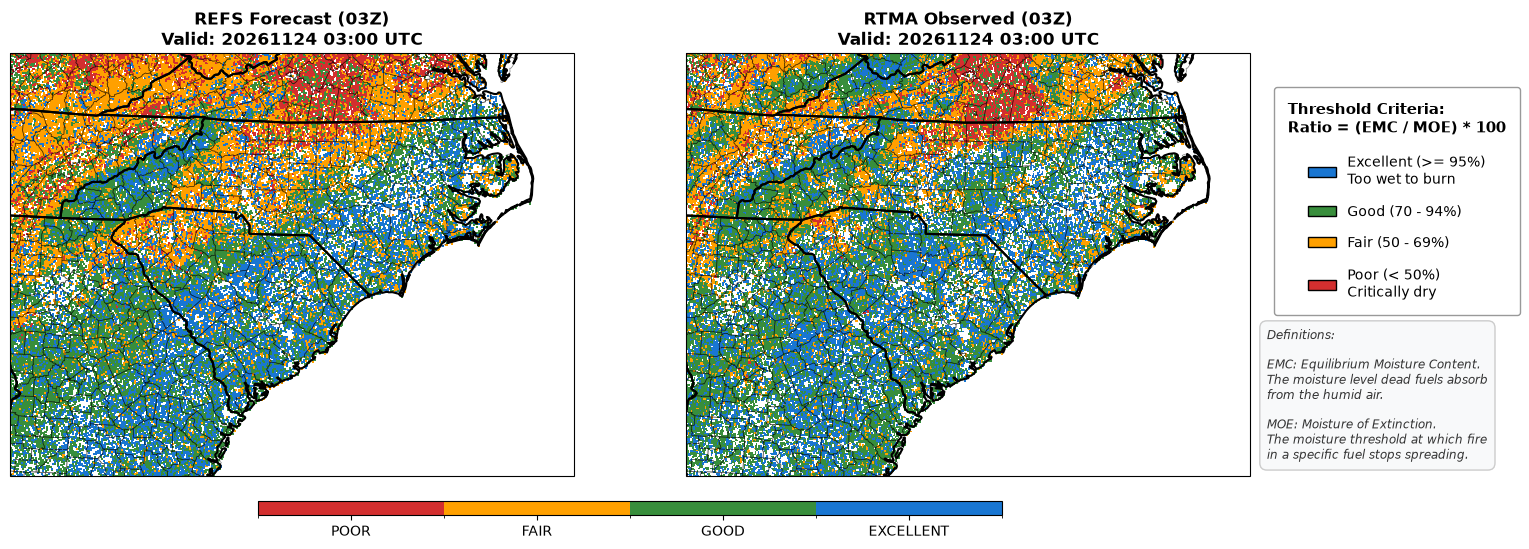 REFS Forecast (03Z)
Valid: 20261124 03:00 UTC
RTMA Observed (03Z)
Valid: 20261124 03:00 UTC
Threshold Criteria:
Ratio = (EMC / MOE) * 100
Excellent (>= 95%)
Too wet to burn
Good (70 - 94%)
Fair (50 - 69%)
Poor (< 50%)
Critically dry
Definitions:
EMC: Equilibrium Moisture Content.
The moisture level dead fuels absorb
from the humid air.
MOE: Moisture of Extinction.
The moisture threshold at which fire
in a specific fuel stops spreading.
POOR FAIR GOOD EXCELLENT